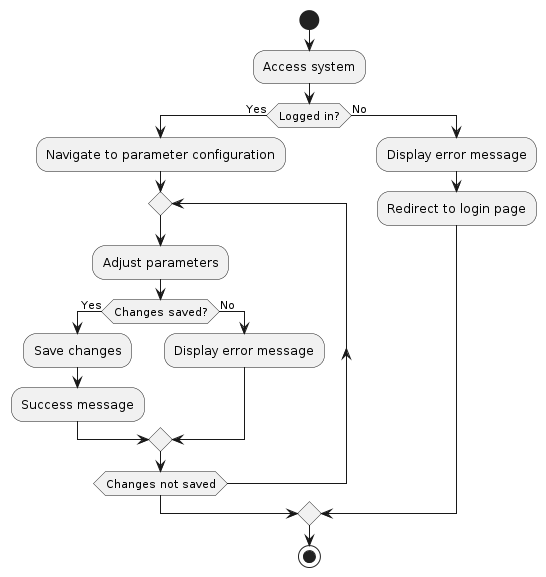 Access system
Yes
Logged in?
No
Navigate to parameter configuration
Display error message
Redirect to login page
Adjust parameters
Yes
Changes saved?
No
Save changes
Display error message
Success message
Changes not saved